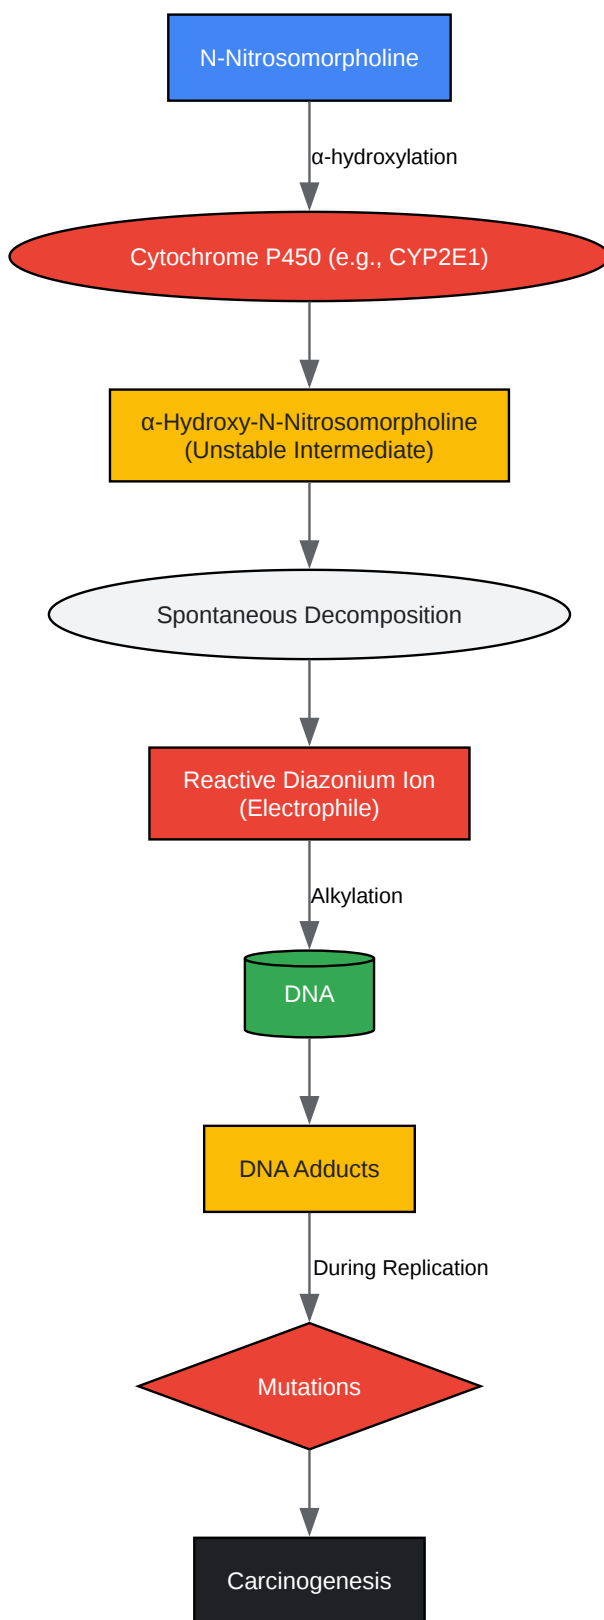 N-Nitrosomorpholine
α-hydroxylation
Cytochrome P450 (e.g., CYP2E1)
α-Hydroxy-N-Nitrosomorpholine
(Unstable Intermediate)
Spontaneous Decomposition
Reactive Diazonium Ion
(Electrophile)
Alkylation
DNA
DNA Adducts
During Replication
Mutations
Carcinogenesis